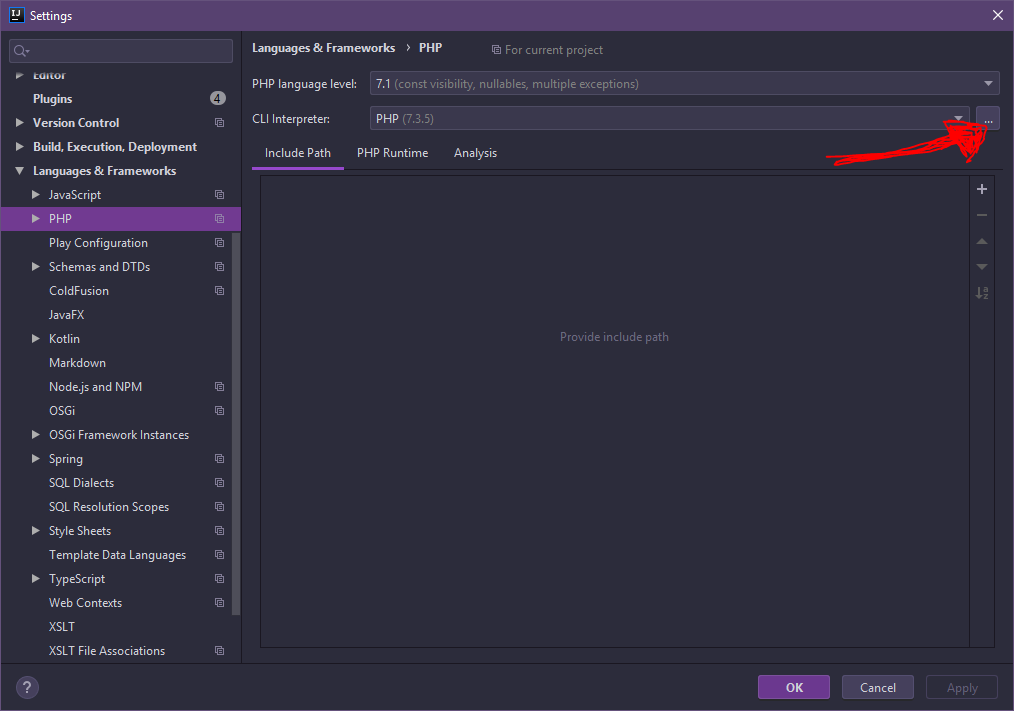 IJ Settings
Languages & Frameworks › PHP For current project
Editor
PHP language level: 7.1 (const visibility, nullables, multiple exceptions)
Plugins 4
CLI Interpreter: PHP (7.3.5) ...
Version Control
Build, Execution, Deployment
Include Path PHP Runtime Analysis
Languages & Frameworks
JavaScript
PHP
Play Configuration
Schemas and DTDs
ColdFusion
JavaFX
Provide include path
Kotlin
Markdown
Node.js and NPM
OSGi
OSGi Framework Instances
Spring
SQL Dialects
SQL Resolution Scopes
Style Sheets
Template Data Languages
TypeScript
Web Contexts
XSLT
XSLT File Associations
? OK Cancel Apply